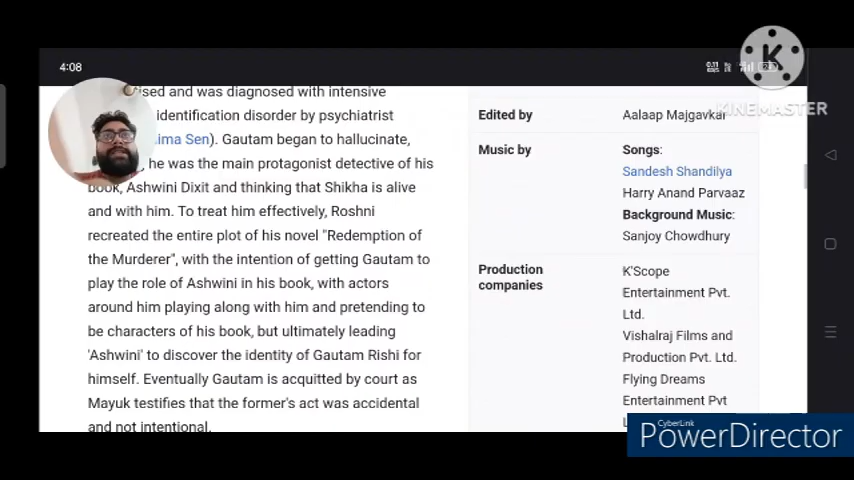 4:08
KINEMASTER
ised and was diagnosed with intensive
identification disorder by psychiatrist
ima Sen). Gautam began to hallucinate,
he was the main protagonist detective of his
book, Ashwini Dixit and thinking that Shikha is alive
and with him. To treat him effectively, Roshni
recreated the entire plot of his novel "Redemption of
the Murderer", with the intention of getting Gautam to
play the role of Ashwini in his book, with actors
around him playing along with him and pretending to
be characters of his book, but ultimately leading
'Ashwini' to discover the identity of Gautam Rishi for
himself. Eventually Gautam is acquitted by court as
Mayuk testifies that the former's act was accidental
and not intentional.
Edited by
Aalaap Majgavkar
Music by
Songs:
Sandesh Shandilya
Harry Anand Parvaaz
Background Music:
Sanjoy Chowdhury
Production
companies
K'Scope
Entertainment Pvt.
Ltd.
Vishalraj Films and
Production Pvt. Ltd.
Flying Dreams
Entertainment Pvt
CyberLink
PowerDirector